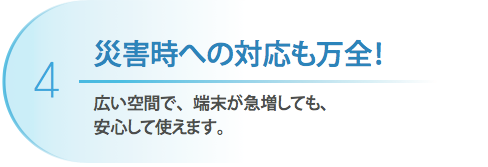 4
災害時への対応も万全!
広い空間で、端末が急増しても、
安心して使えます。